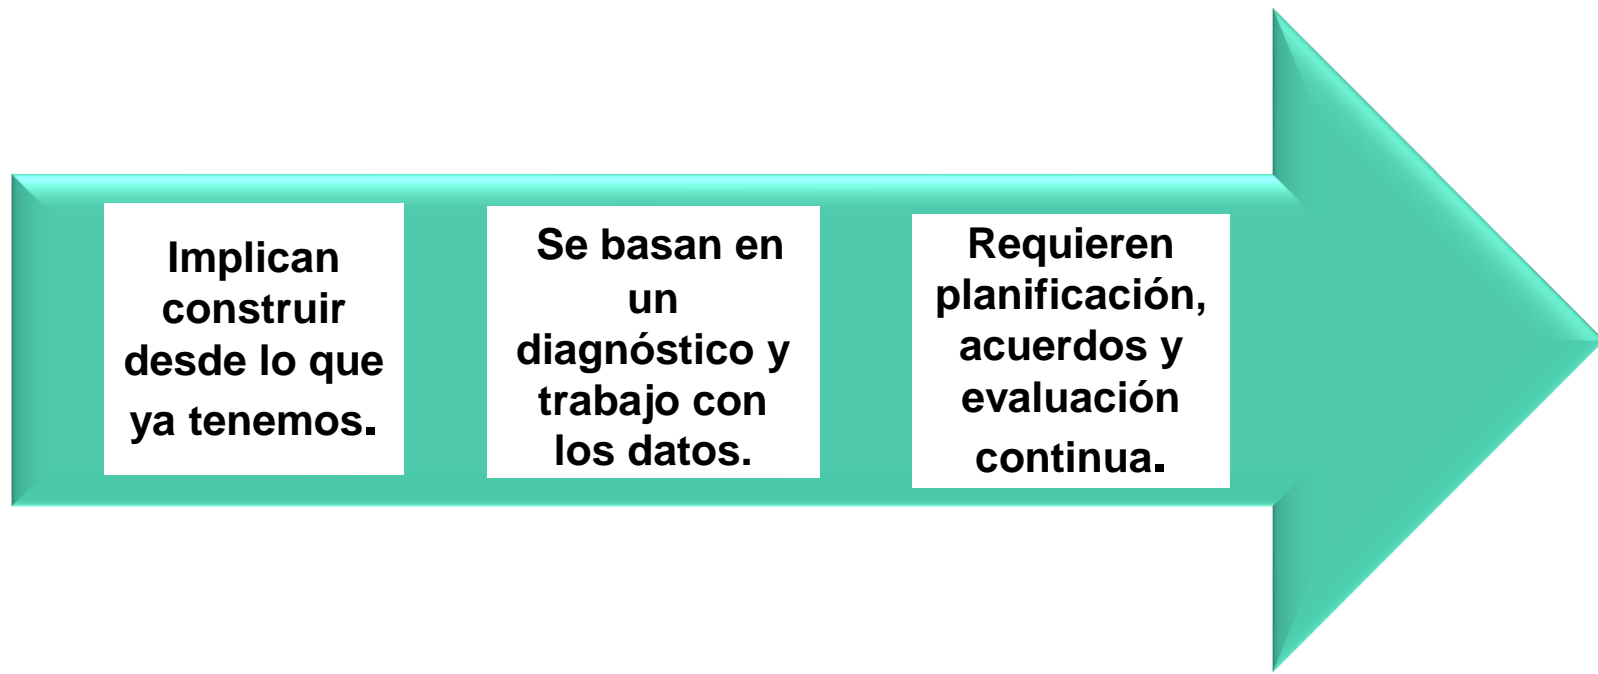 Implican
construir
desde lo que
ya tenemos.
Se basan en
un
diagnóstico y
trabajo con
los datos.
Requieren
planificación,
acuerdos y
evaluación
continua.